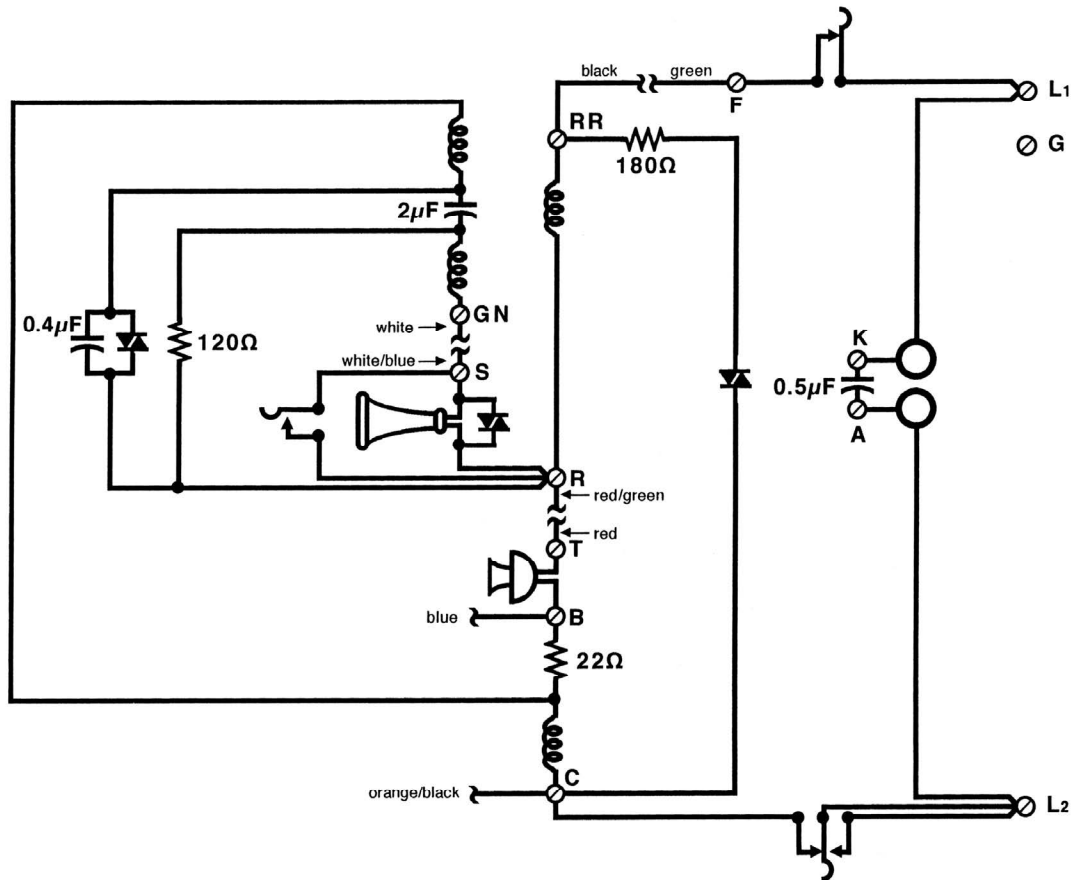 black
green
F
L1
RR
G
180Ω
2µF
0.4µF
120Ω
GN
white
white/blue
S
K
0.5µF
A
R
red/green
red
T
blue
B
22Ω
C
orange/black
L2